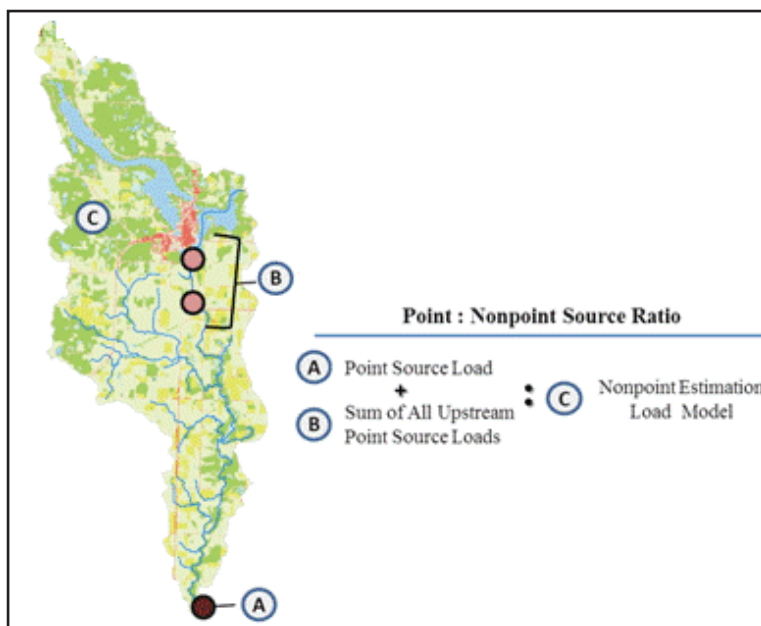 C
B
A
Point : Nonpoint Source Ratio
A Point Source Load
+
B Sum of All Upstream
Point Source Loads
:
C Nonpoint Estimation
Load Model